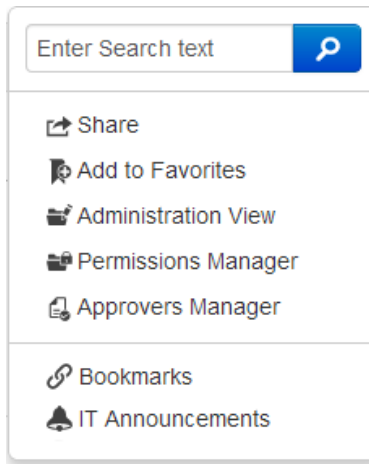 Enter Search text
Share
Add to Favorites
Administration View
Permissions Manager
Approvers Manager
Bookmarks
IT Announcements